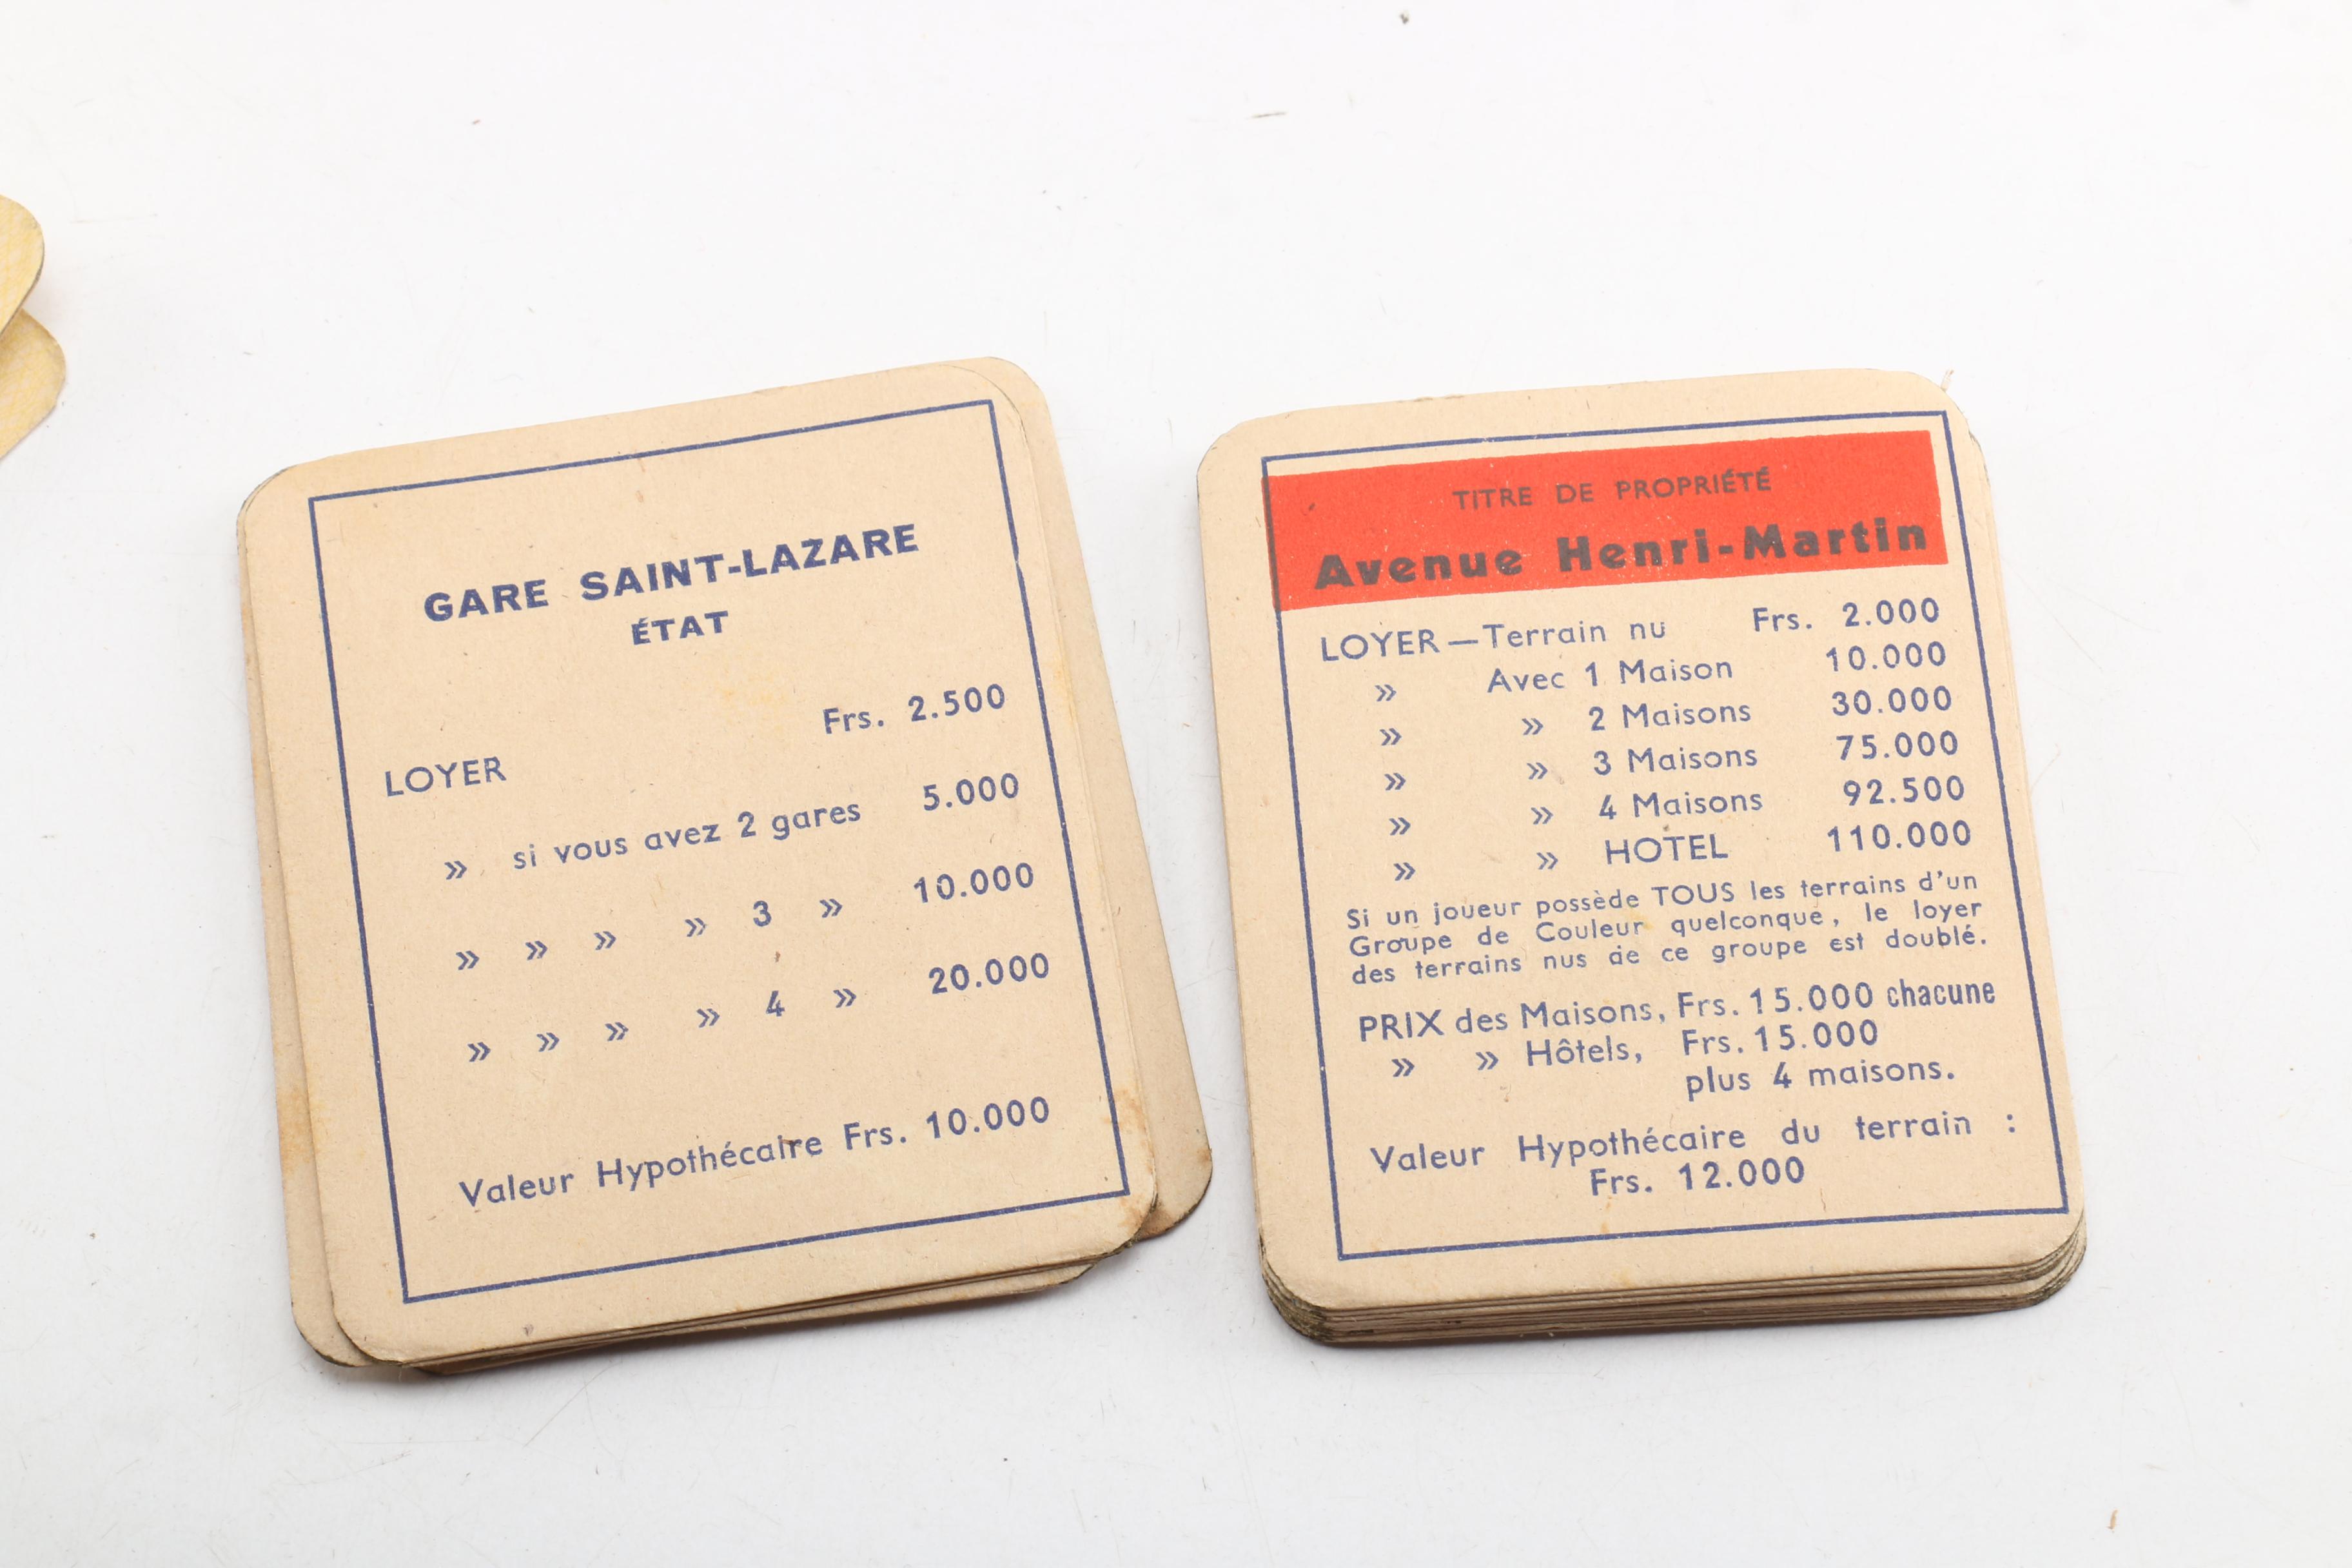 GARE SAINT-LAZARE
ÉTAT
LOYER Frs. 2.500
» si vous avez 2 gares 5.000
» » » » 3 » 10.000
» » » » 4 » 20.000
Valeur Hypothécaire Frs. 10.000
TITRE DE PROPRIÉTÉ
Avenue Henri-Martin
LOYER — Terrain nu Frs. 2.000
» Avec 1 Maison 10.000
» » 2 Maisons 30.000
» » 3 Maisons 75.000
» » 4 Maisons 92.500
» » HOTEL 110.000
Si un joueur possède TOUS les terrains d'un
Groupe de Couleur quelconque, le loyer
des terrains nus de ce groupe est doublé.
PRIX des Maisons, Frs. 15.000 chacune
» » Hôtels, Frs. 15.000
plus 4 maisons.
Valeur Hypothécaire du terrain :
Frs. 12.000